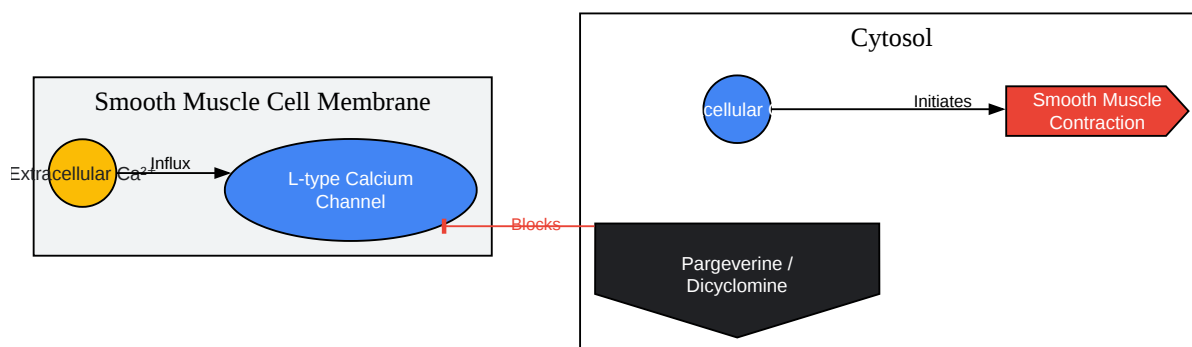 Cytosol
Smooth Muscle Cell Membrane
cellular
Initiates
Smooth Muscle
Contraction
Extracellular Ca²⁺
Influx
L-type Calcium
Channel
Blocks
Pargeverine /
Dicyclomine